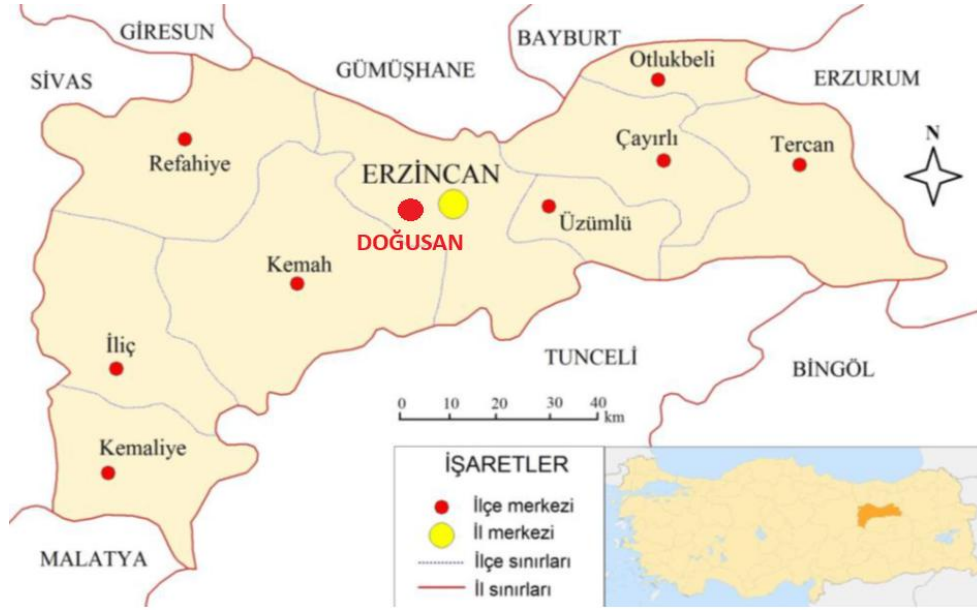 GİRESUN
BAYBURT
SİVAS
GÜMÜŞHANE
Otlukbeli
ERZURUM
Refahiye
Çayırlı
Tercan
N
ERZİNCAN
Üzümlü
DOĞUSAN
Kemah
İliç
TUNCELİ
BİNGÖL
0 10 20 30 40
km
Kemaliye
MALATYA
İŞARETLER
İlçe merkezi
İl merkezi
İlçe sınırları
İl sınırları